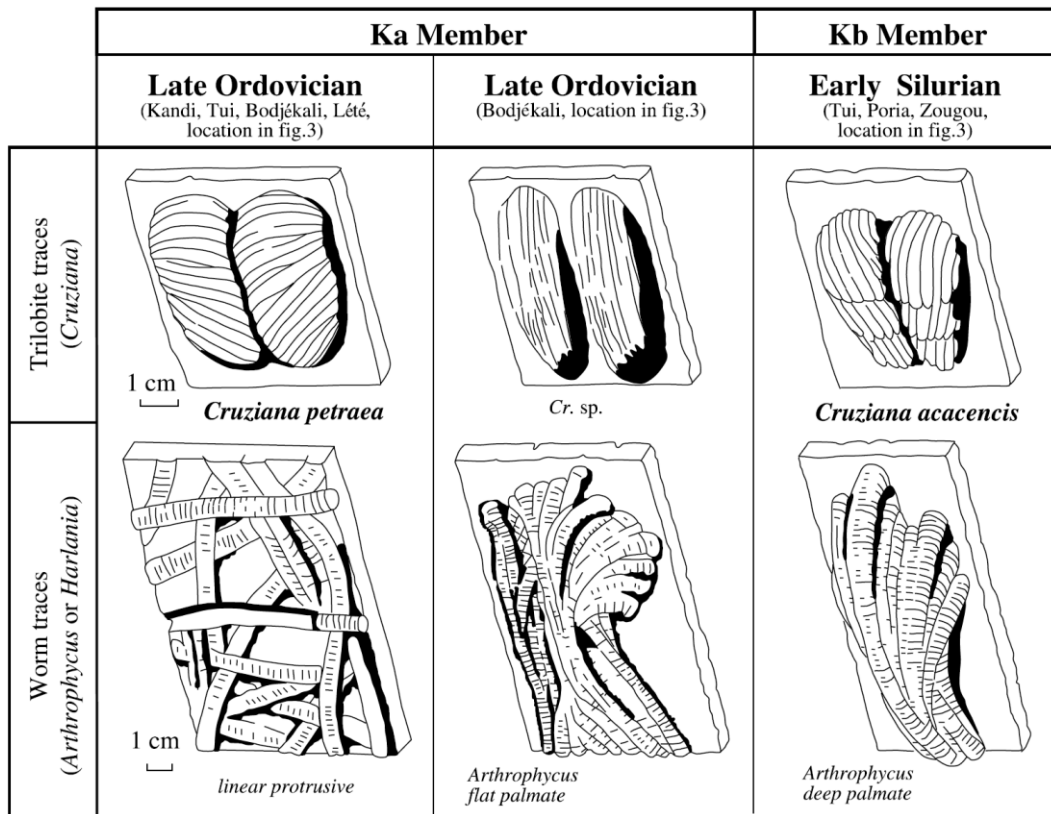 Ka Member
Kb Member
Late Ordovician
(Kandi, Tui, Bodjékali, Lété,
location in fig.3)
Late Ordovician
(Bodjékali, location in fig.3)
Early Silurian
(Tui, Poria, Zougou,
location in fig.3)
Trilobite traces
(Cruziana)
1 cm
Cruziana petraea
Cr. sp.
Cruziana acacencis
Worm traces
(Arthrophycus or Harlania)
1 cm
linear protrusive
Arthrophycus
flat palmate
Arthrophycus
deep palmate